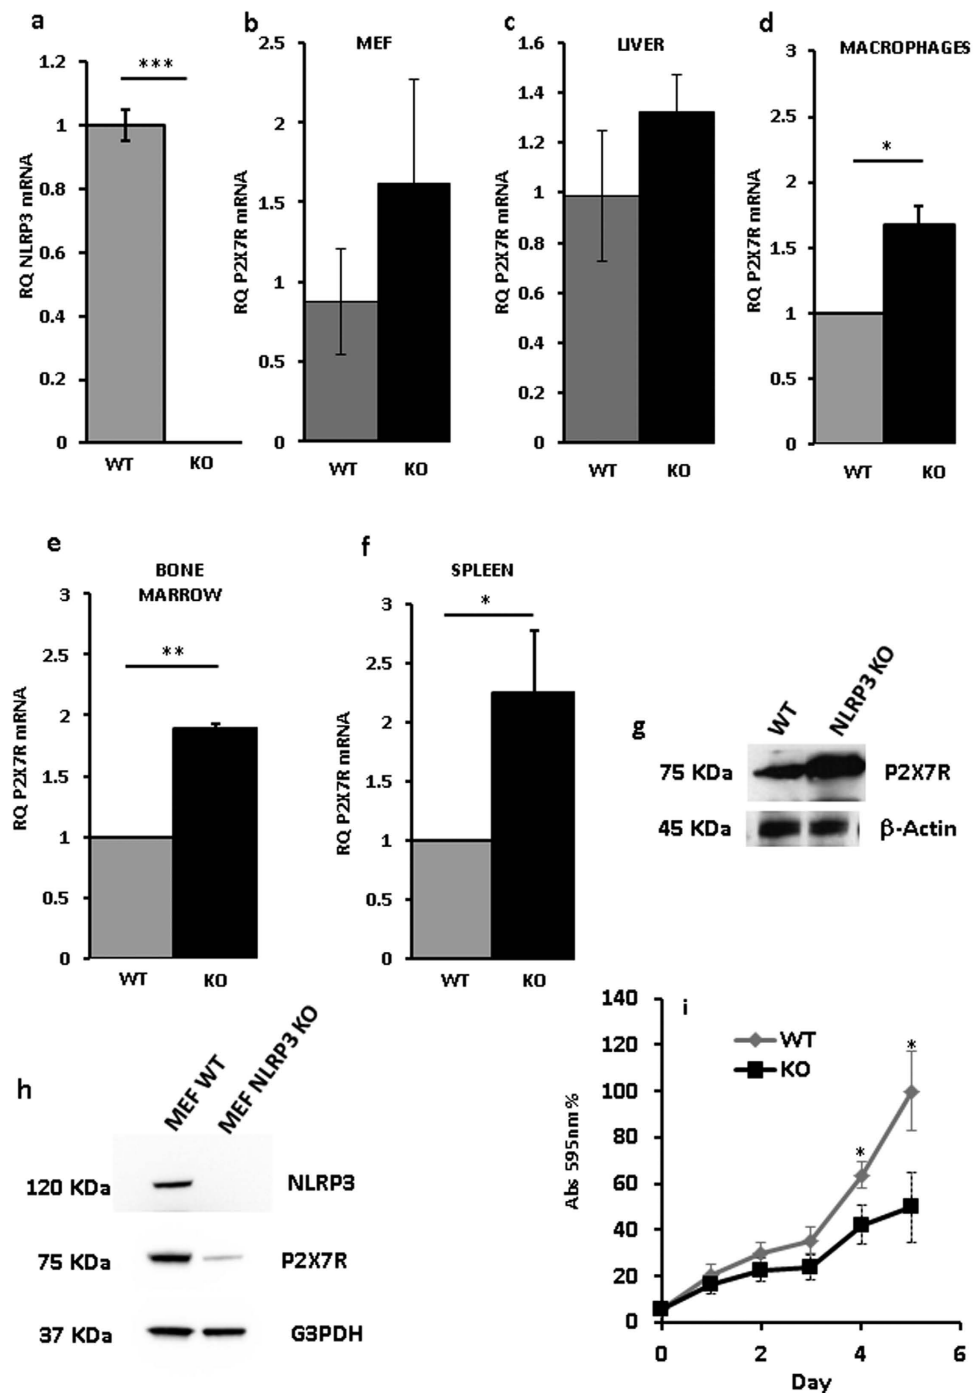 a
1.2
1
0.8
0.6
0.4
0.2
0
RQ NLRP3 mRNA
***
WT
KO
b
MEF
2.5
2
1.5
1
0.5
0
RQ P2X7R mRNA
WT
KO
c
LIVER
1.6
1.4
1.2
1
0.8
0.6
0.4
0.2
0
RQ P2X7R mRNA
WT
KO
d
MACROPHAGES
3
2.5
2
1.5
1
0.5
0
RQ P2X7R mRNA
*
WT
KO
e
BONE
MARROW
3
2.5
2
1.5
1
0.5
0
RQ P2X7R mRNA
**
WT
KO
f
SPLEEN
3
2.5
2
1.5
1
0.5
0
RQ P2X7R mRNA
*
WT
KO
g
WT
NLRP3 KO
75 KDa
P2X7R
45 KDa
β-Actin
h
MEF WT
MEF NLRP3 KO
120 KDa
NLRP3
75 KDa
P2X7R
37 KDa
G3PDH
i
140
120
100
80
60
40
20
0
Abs 595nm%
WT
KO
*
*
0
2
4
6
Day